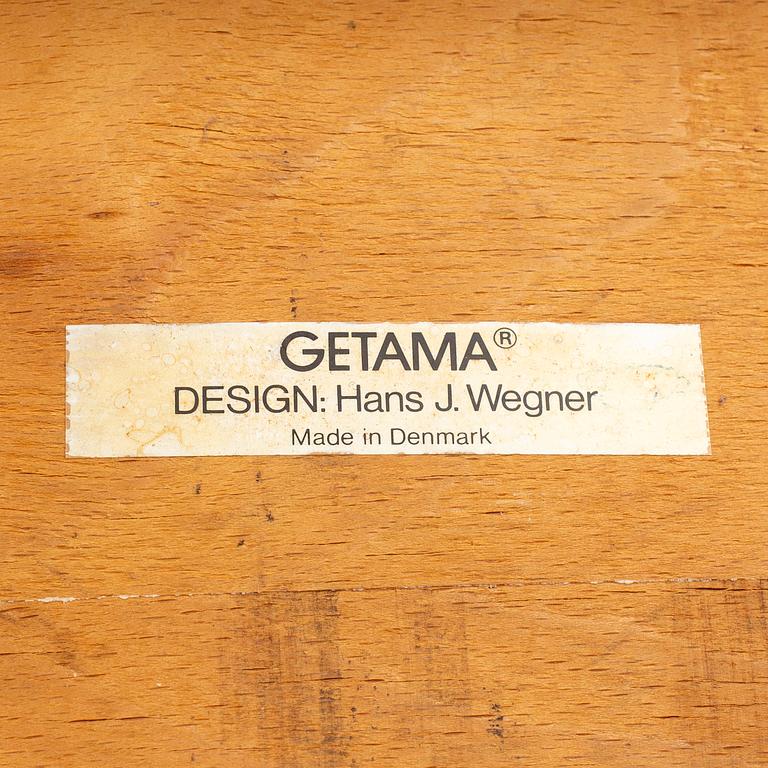 GETAMA®
DESIGN: Hans J. Wegner
Made in Denmark